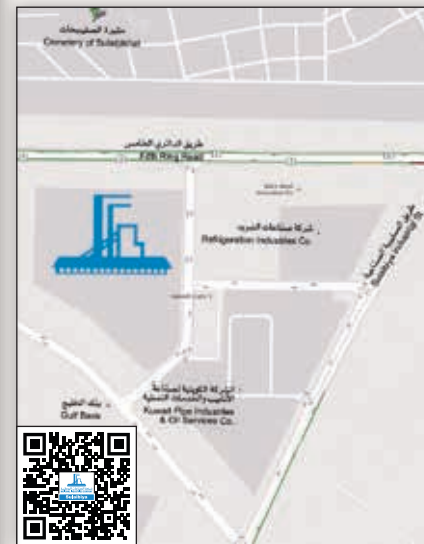 مقبرة الصليبيخات
Cemetery of Sulaibikhat
طريق الدائري الخامس
Fifth Ring Road
شركة صناعات التبريد
Refrigeration Industries Co.
بنك الخليج
Gulf Bank
الشركة الكويتية لصناعة
الأنابيب والخدمات النفطية
Kuwait Pipe Industries
& Oil Services Co.